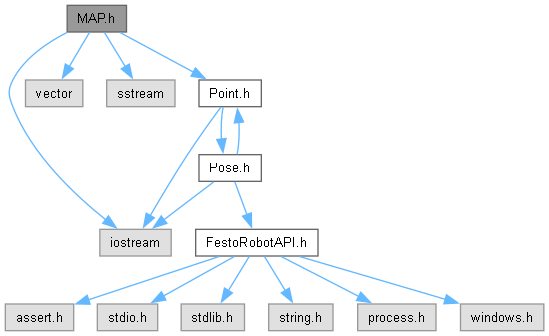 MAP.h
vector
sstream
Point.h
Pose.h
iostream
FestoRobotAPI.h
assert.h
stdio.h
stdlib.h
string.h
process.h
windows.h